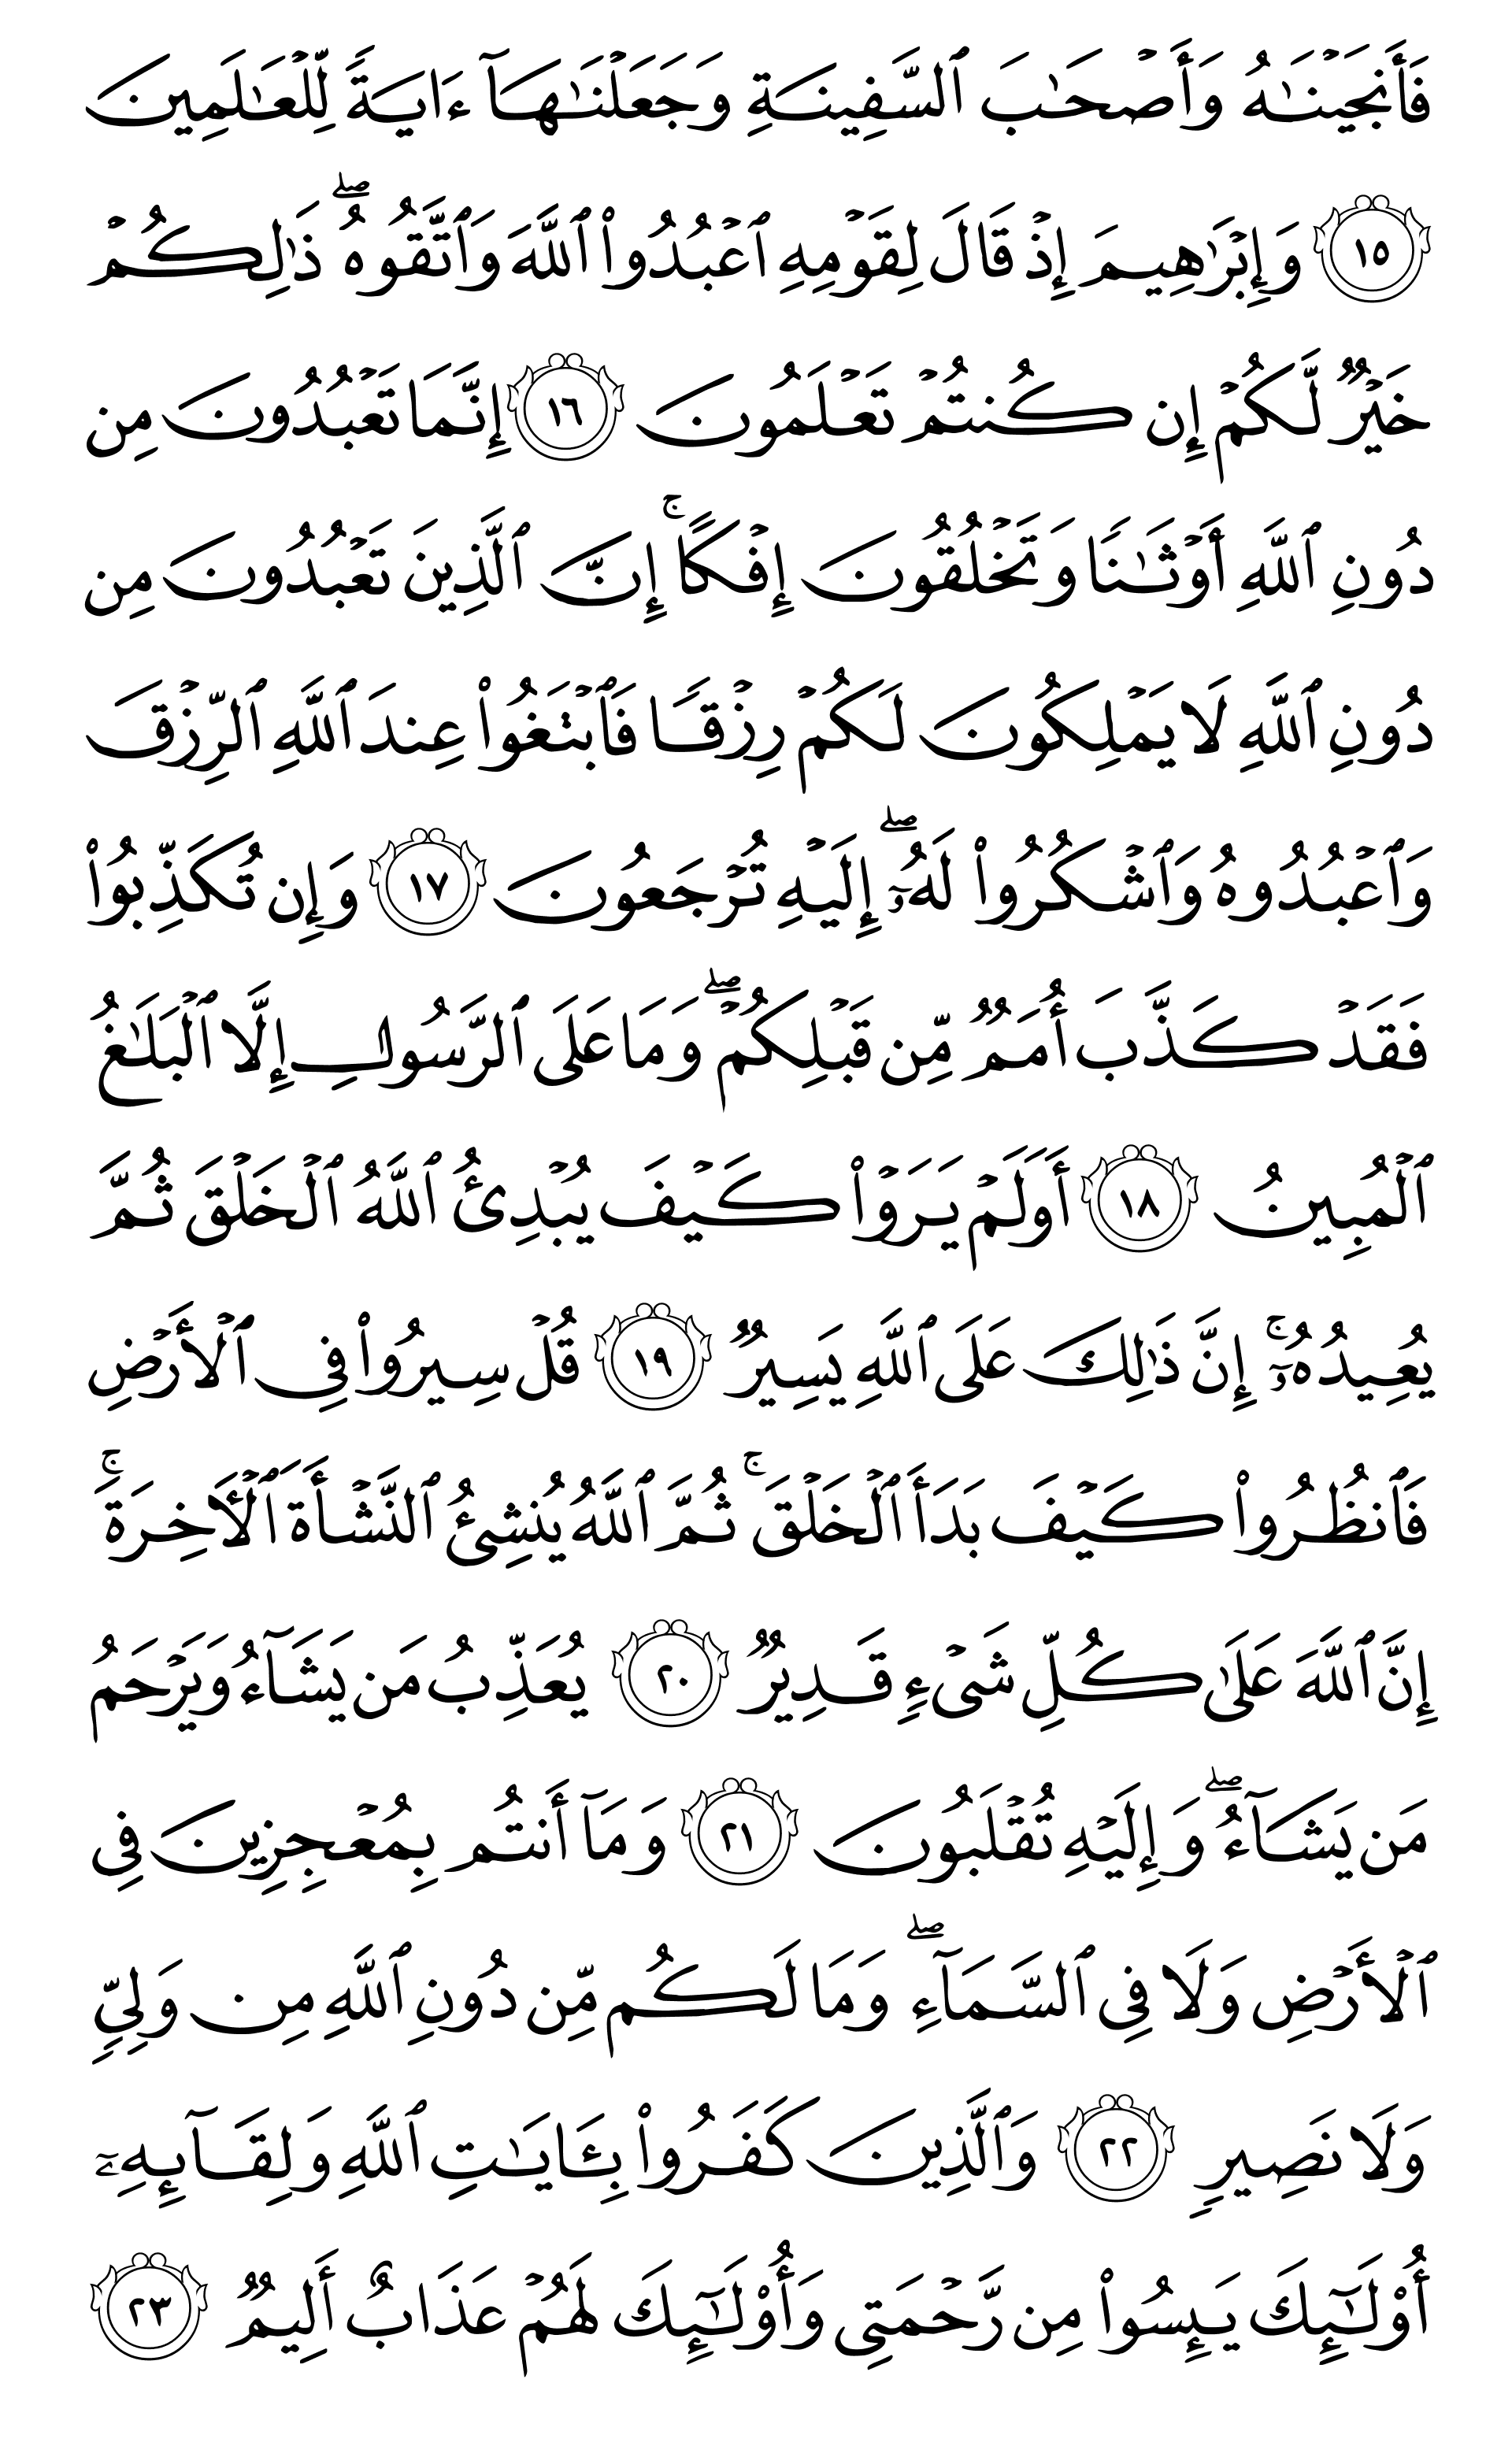 فَأَنجَيۡنَٰهُ وَأَصۡحَٰبَ ٱلسَّفِينَةِ وَجَعَلۡنَٰهَآ ءَايَةٗ لِّلۡعَٰلَمِينَ
١٥ وَإِبۡرَٰهِيمَ إِذۡ قَالَ لِقَوۡمِهِ ٱعۡبُدُواْ ٱللَّهَ وَٱتَّقُوهُۖ ذَٰلِكُمۡ
خَيۡرٞ لَّكُمۡ إِن كُنتُمۡ تَعۡلَمُونَ ١٦ إِنَّمَا تَعۡبُدُونَ مِن
دُونِ ٱللَّهِ أَوۡثَٰنٗا وَتَخۡلُقُونَ إِفۡكًاۚ إِنَّ ٱلَّذِينَ تَعۡبُدُونَ مِن
دُونِ ٱللَّهِ لَا يَمۡلِكُونَ لَكُمۡ رِزۡقٗا فَٱبۡتَغُواْ عِندَ ٱللَّهِ ٱلرِّزۡقَ
وَٱعۡبُدُوهُ وَٱشۡكُرُواْ لَهُۥٓۖ إِلَيۡهِ تُرۡجَعُونَ ١٧ وَإِن تُكَذِّبُواْ
فَقَدۡ كَذَّبَ أُمَمٞ مِّن قَبۡلِكُمۡۖ وَمَا عَلَى ٱلرَّسُولِ إِلَّا ٱلۡبَلَٰغُ
ٱلۡمُبِينُ ١٨ أَوَلَمۡ يَرَوۡاْ كَيۡفَ يُبۡدِئُ ٱللَّهُ ٱلۡخَلۡقَ ثُمَّ
يُعِيدُهُۥٓۚ إِنَّ ذَٰلِكَ عَلَى ٱللَّهِ يَسِيرٞ ١٩ قُلۡ سِيرُواْ فِي ٱلۡأَرۡضِ
فَٱنظُرُواْ كَيۡفَ بَدَأَ ٱلۡخَلۡقَۚ ثُمَّ ٱللَّهُ يُنشِئُ ٱلنَّشۡأَةَ ٱلۡأٓخِرَةَۚ
إِنَّ ٱللَّهَ عَلَىٰ كُلِّ شَيۡءٖ قَدِيرٞ ٢٠ يُعَذِّبُ مَن يَشَآءُ وَيَرۡحَمُ
مَن يَشَآءُۖ وَإِلَيۡهِ تُقۡلَبُونَ ٢١ وَمَآ أَنتُم بِمُعۡجِزِينَ فِي
ٱلۡأَرۡضِ وَلَا فِي ٱلسَّمَآءِۖ وَمَا لَكُم مِّن دُونِ ٱللَّهِ مِن وَلِيّٖ
وَلَا نَصِيرٖ ٢٢ وَٱلَّذِينَ كَفَرُواْ بِـَٔايَٰتِ ٱللَّهِ وَلِقَآئِهِۦٓ
أُوْلَٰٓئِكَ يَئِسُواْ مِن رَّحۡمَتِي وَأُوْلَٰٓئِكَ لَهُمۡ عَذَابٌ أَلِيمٞ ٢٣